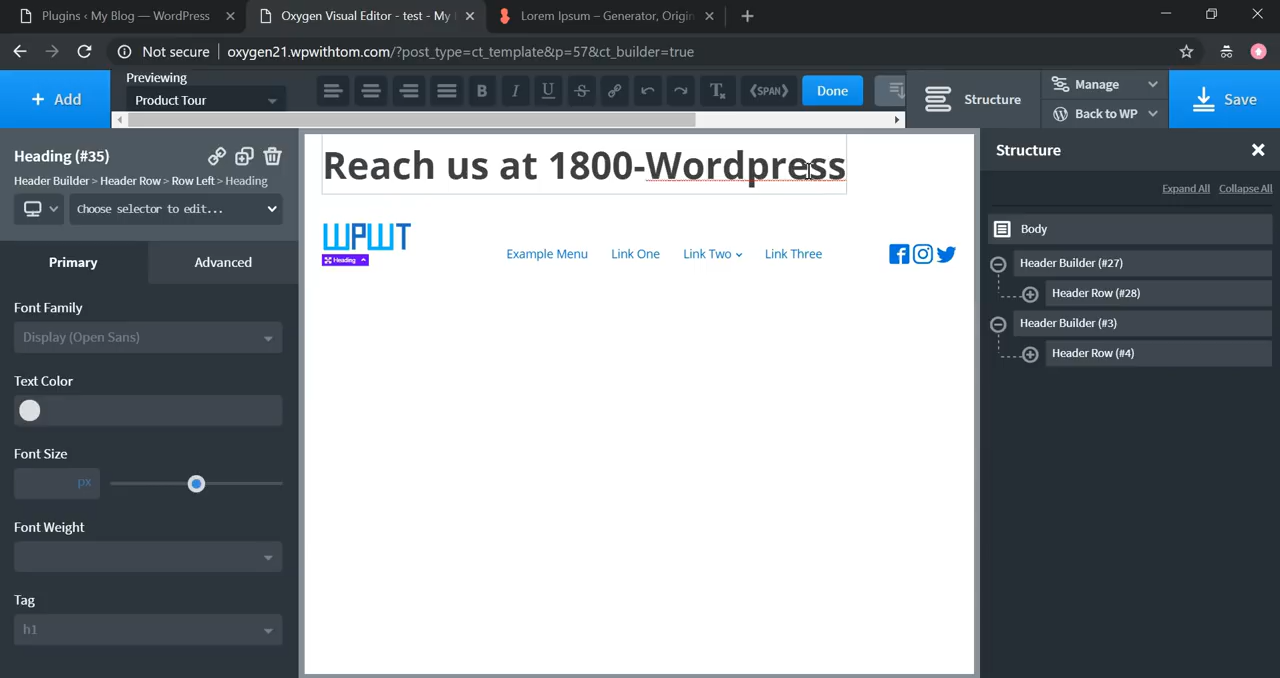 Plugins ‹ My Blog — WordPress
Oxygen Visual Editor - test - My
Lorem Ipsum – Generator, Origin
Not secure
oxygen21.wpwithtom.com/?post_type=ct_template&p=57&ct_builder=true
+ Add
Previewing
Product Tour
B I U S
Tx
‹SPAN›
Done
Structure
Manage
Back to WP
Save
Heading (#35)
Header Builder > Header Row > Row Left > Heading
Choose selector to edit...
Primary
Advanced
Font Family
Display (Open Sans)
Text Color
Font Size
px
Font Weight
Tag
h1
Reach us at 1800-Wordpress
WPWT
Heading
Example Menu
Link One
Link Two
Link Three
Structure
Expand All
Collapse All
Body
Header Builder (#27)
Header Row (#28)
Header Builder (#3)
Header Row (#4)